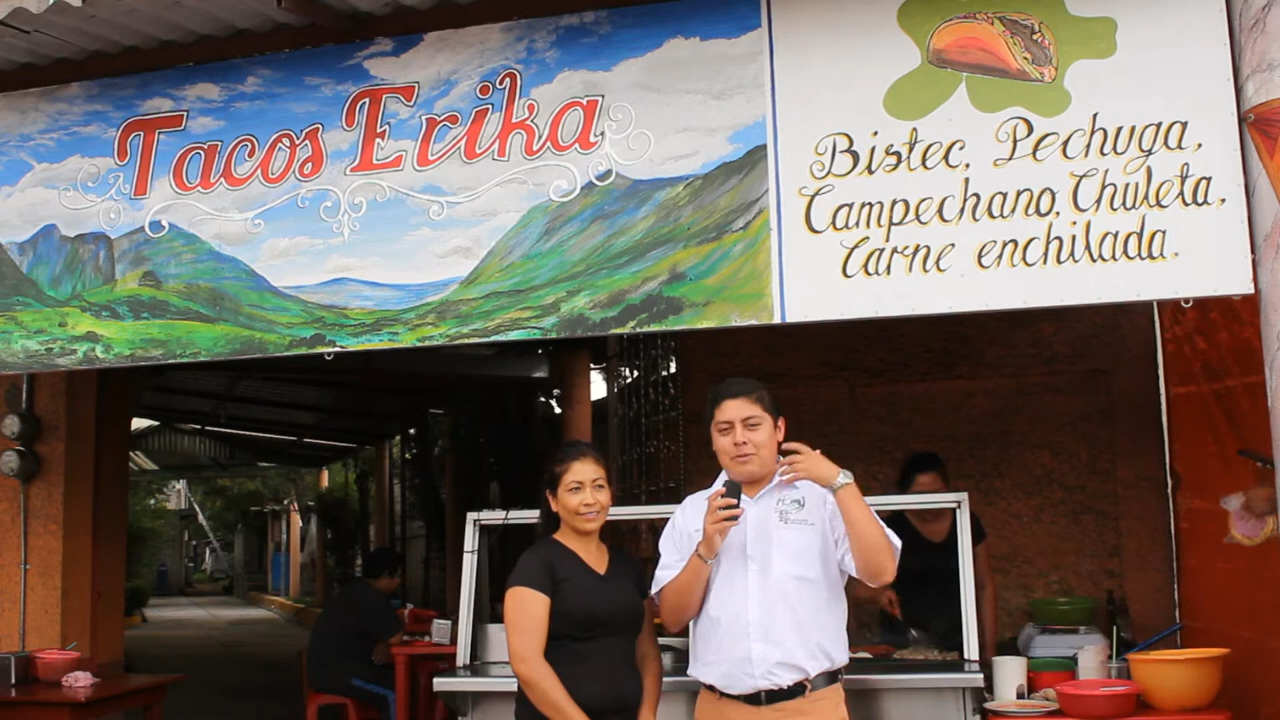 Tacos Erika
Bistec, Pechuga,
Campechano, Chuleta,
Carne enchilada.